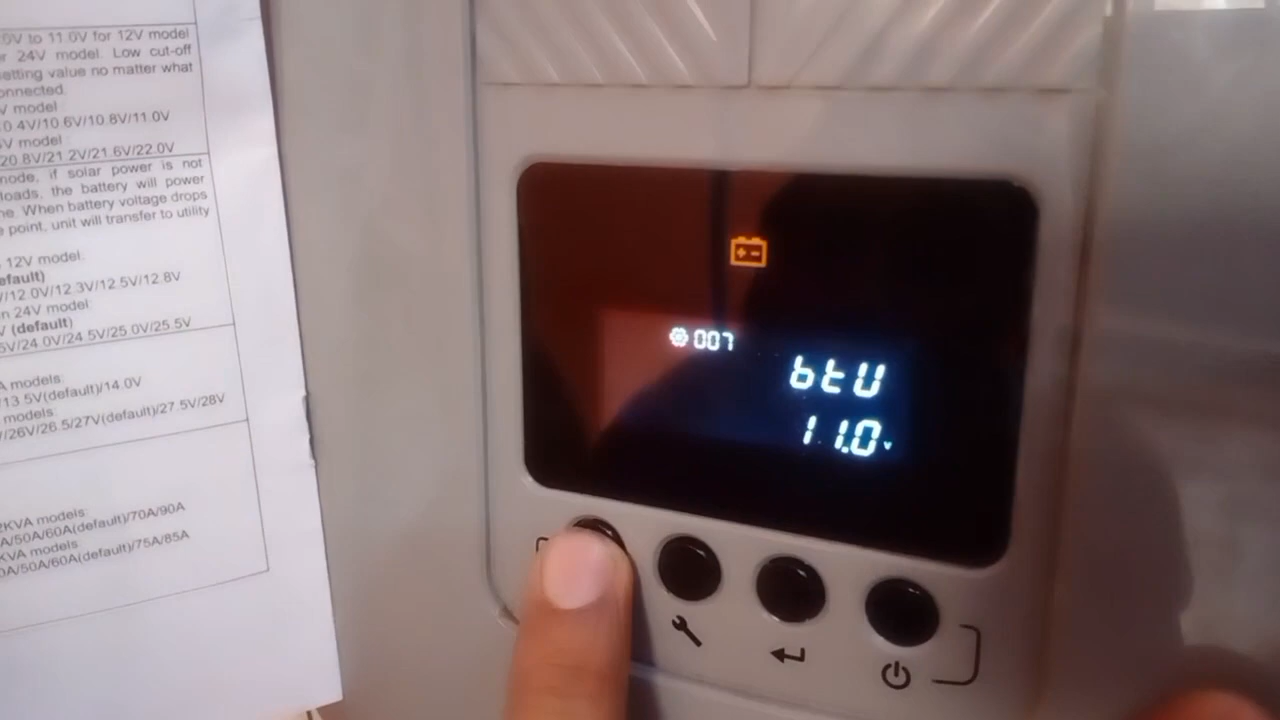 V to 11.0V for 12V model
24V model. Low cut-off
setting value no matter what
onnected.
V model
0.4V/10.6V/10.8V/11.0V
V model
20.8V/21.2V/21.6V/22.0V
mode, if solar power is not
loads, the battery will power
When battery voltage drops
point, unit will transfer to utility
12V model.
efault)
/12.0V/12.3V/12.5V/12.8V
n 24V model:
V (default)
5V/24.0V/24.5V/25.0V/25.5V
A models:
/13.5V(default)/14.0V
models:
/26V/26.5/27V(default)/27.5V/28V
2KVA models:
A/50A/60A(default)/70A/90A
KVA models
0A/50A/60A(default)/75A/85A
007
btU
11.0v